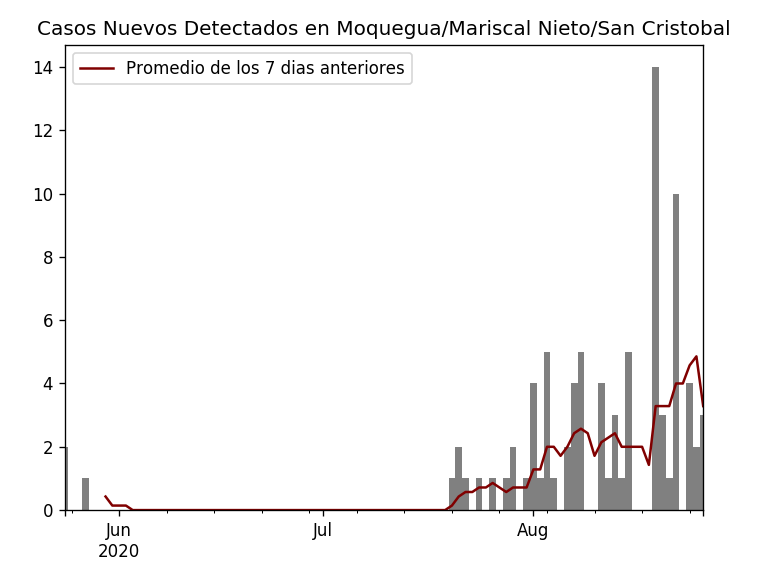 Casos Nuevos Detectados en Moquegua/Mariscal Nieto/San Cristobal
Promedio de los 7 dias anteriores
14
12
10
8
6
4
2
0
Jun
2020
Jul
Aug